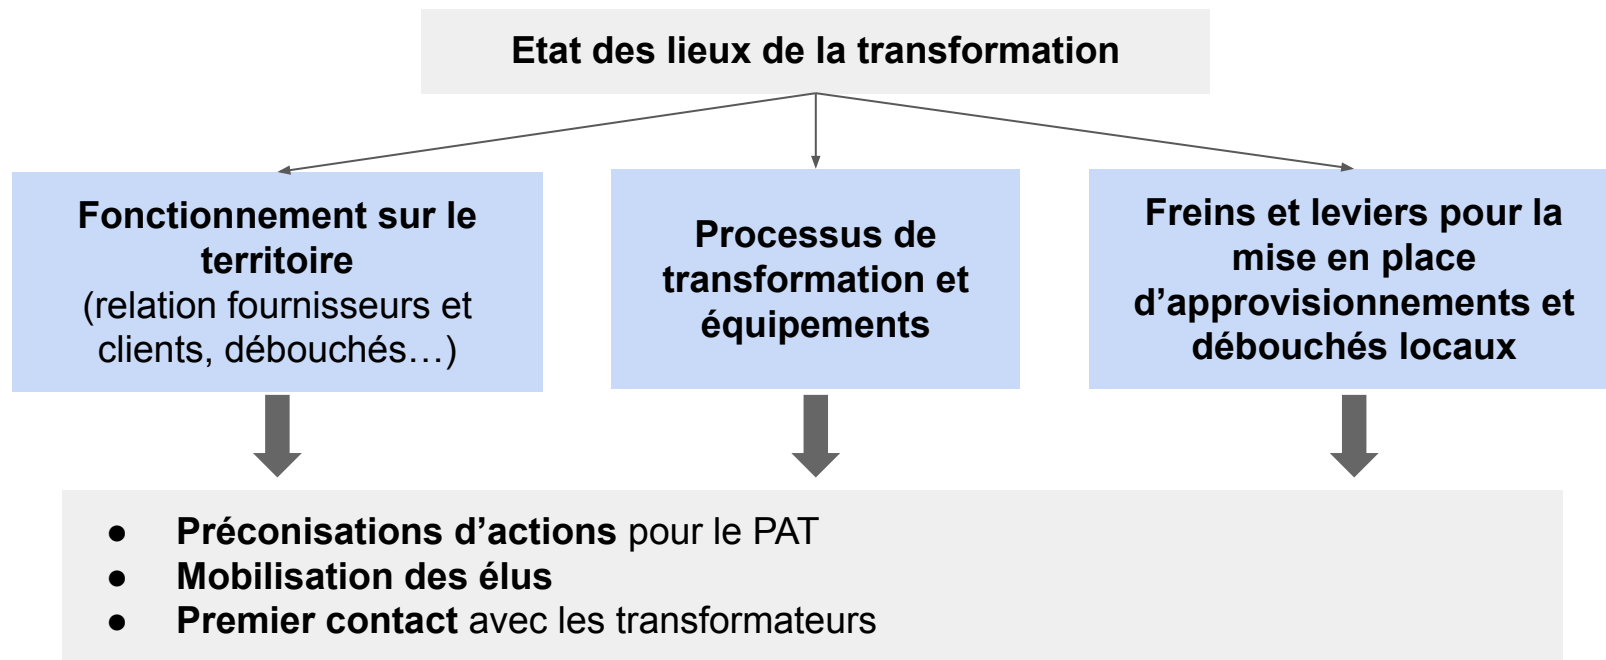 Etat des lieux de la transformation
Fonctionnement sur le
territoire
(relation fournisseurs et
clients, débouchés…)
Processus de
transformation et
équipements
Freins et leviers pour la
mise en place
d’approvisionnements et
débouchés locaux
● Préconisations d’actions pour le PAT
● Mobilisation des élus
● Premier contact avec les transformateurs